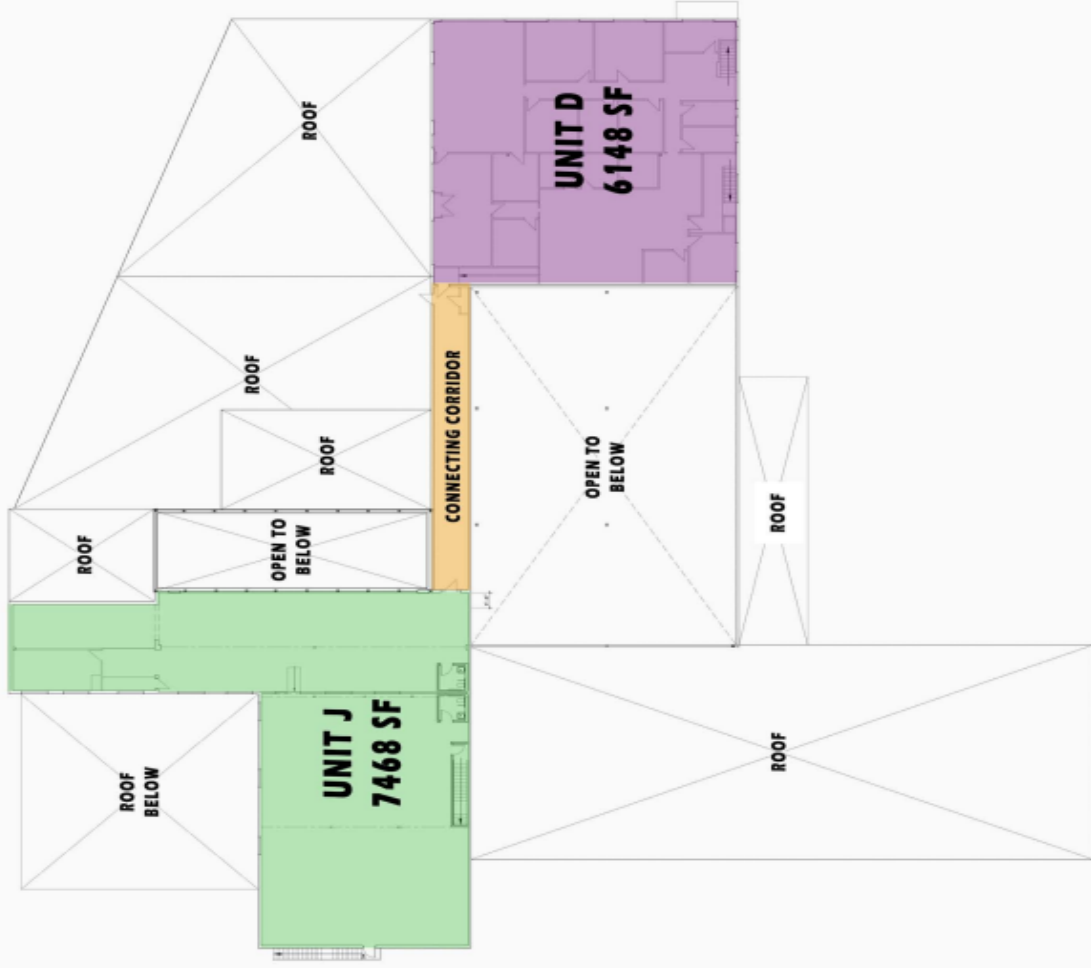 ROOF
UNIT D
6148 SF
ROOF
CONNECTING CORRIDOR
ROOF
OPEN TO
BELOW
ROOF
ROOF
OPEN TO
BELOW
UNIT J
7468 SF
ROOF
BELOW
ROOF